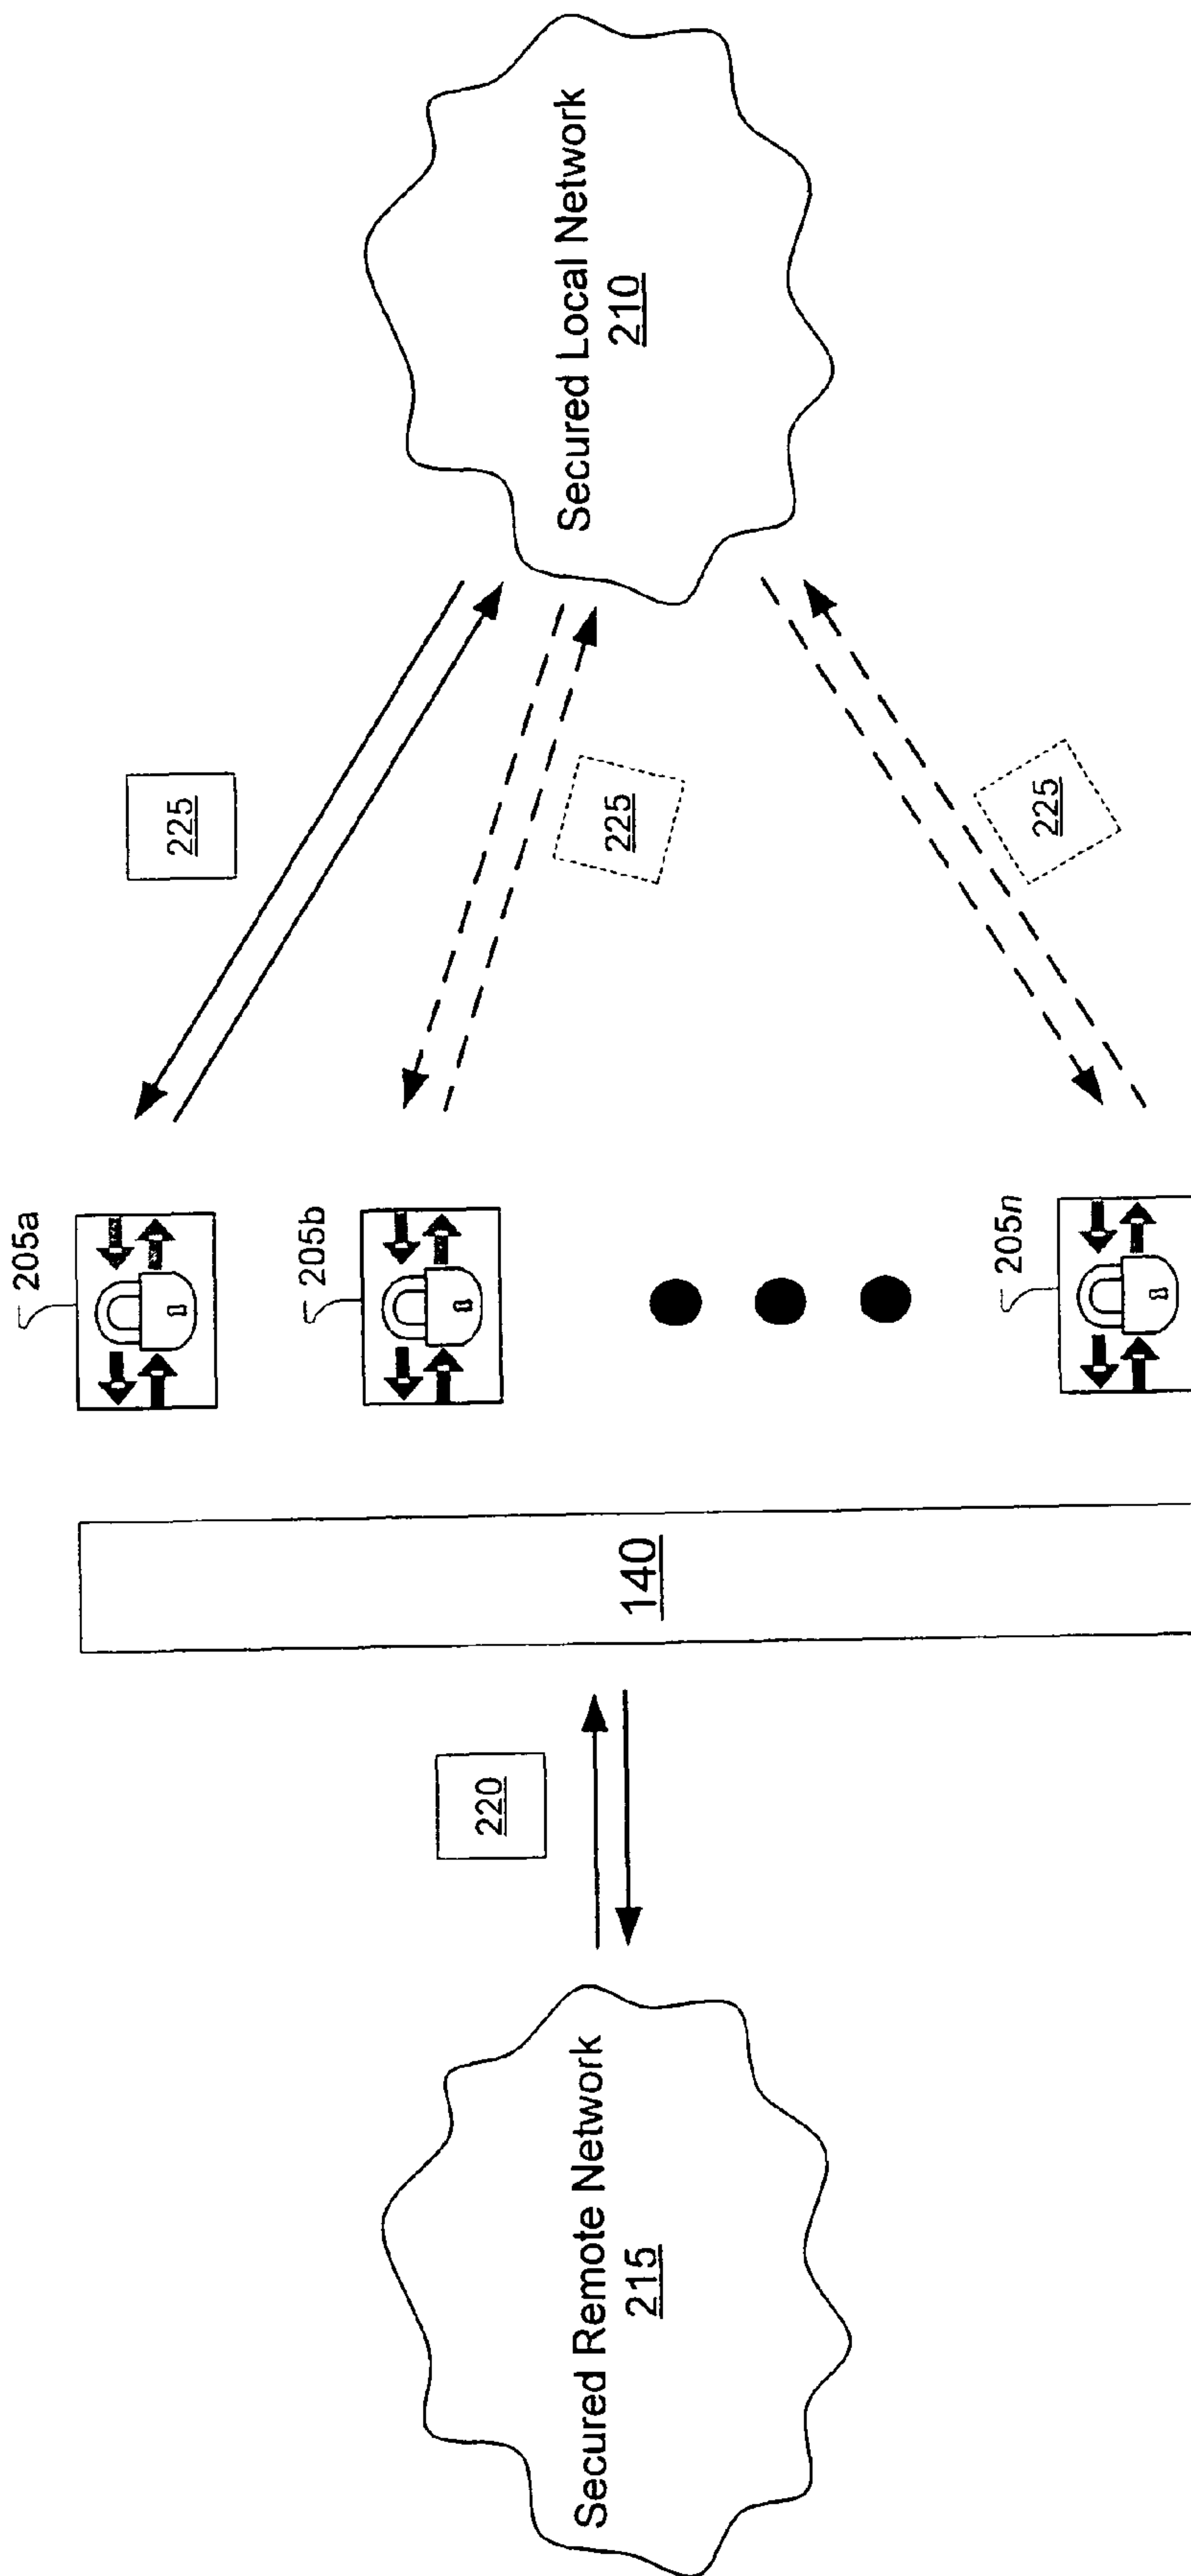 Secured Remote Network
215
220
140
205a
205b
205n
225
225
225
Secured Local Network
210